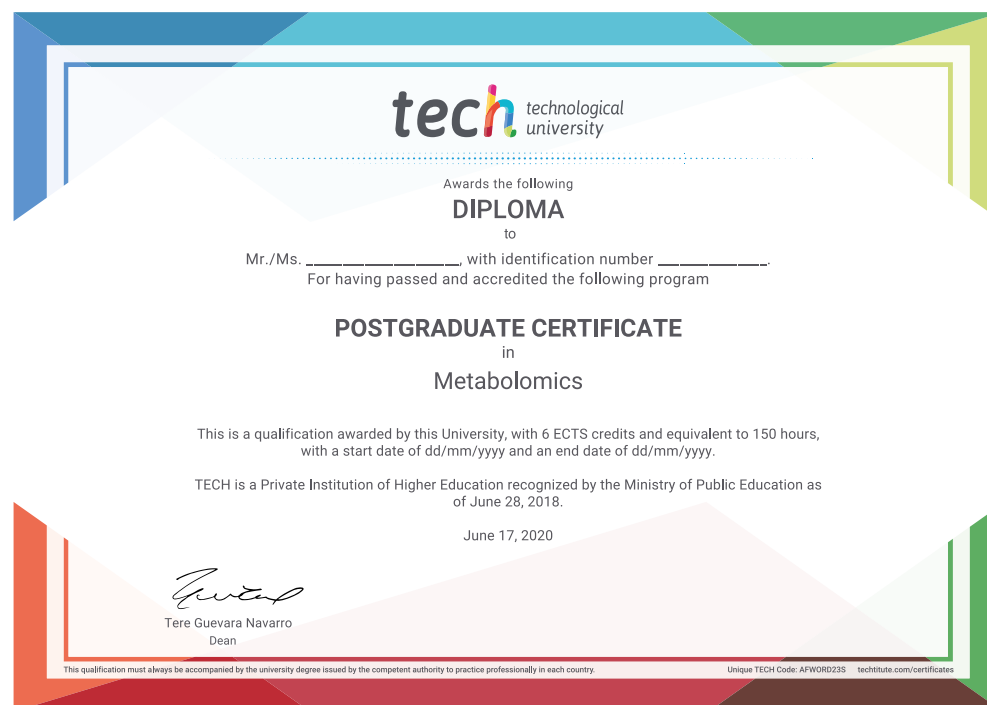 tech technological
university
Awards the following
DIPLOMA
to
Mr./Ms. ____________________, with identification number ______________.
For having passed and accredited the following program
POSTGRADUATE CERTIFICATE
in
Metabolomics
This is a qualification awarded by this University, with 6 ECTS credits and equivalent to 150 hours,
with a start date of dd/mm/yyyy and an end date of dd/mm/yyyy.
TECH is a Private Institution of Higher Education recognized by the Ministry of Public Education as
of June 28, 2018.
June 17, 2020
Tere Guevara Navarro
Dean
This qualification must always be accompanied by the university degree issued by the competent authority to practice professionally in each country. Unique TECH Code: AFWORD23S techtitute.com/certificates